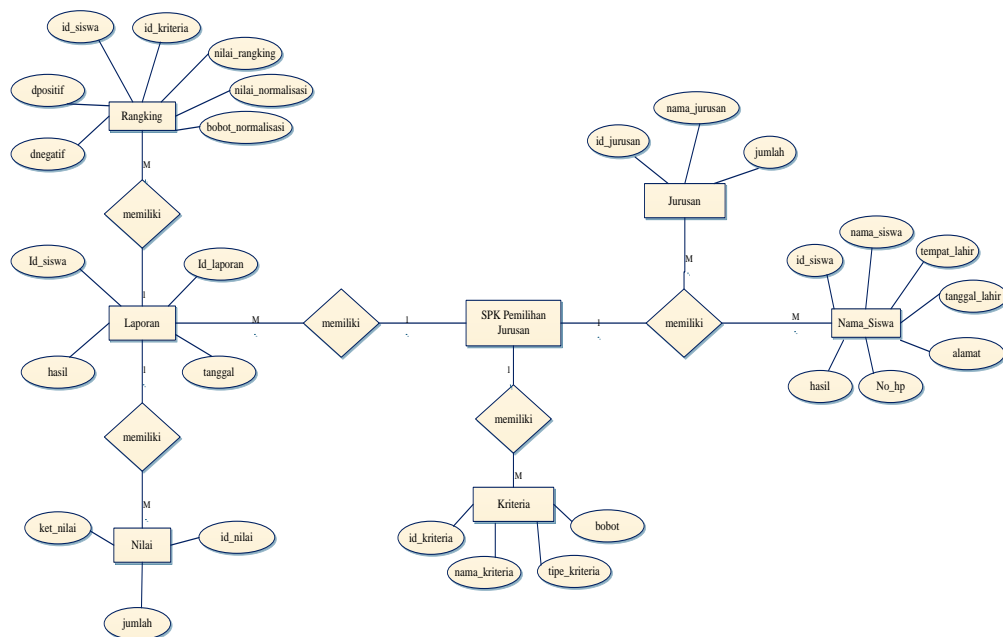 id_siswa
id_kriteria
nilai_rangking
dpositif
nilai_normalisasi
Rangking
bobot_normalisasi
dnegatif
M
memiliki
Id_siswa
Id_laporan
1
Laporan
M
memiliki
1
SPK Pemilihan
Jurusan
hasil
tanggal
1
memiliki
M
ket_nilai
id_nilai
Nilai
jumlah
nama_jurusan
id_jurusan
jumlah
Jurusan
M
1
memiliki
M
nama_siswa
id_siswa
tempat_lahir
tanggal_lahir
Nama_Siswa
alamat
hasil
No_hp
1
memiliki
M
Kriteria
id_kriteria
bobot
nama_kriteria
tipe_kriteria